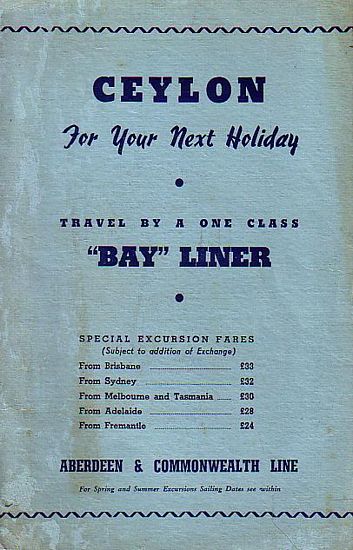 CEYLON
For Your Next Holiday
TRAVEL BY A ONE CLASS
"BAY" LINER
SPECIAL EXCURSION FARES
(Subject to addition of Exchange)
From Brisbane £33
From Sydney £32
From Melbourne and Tasmania £30
From Adelaide £28
From Fremantle £24
ABERDEEN & COMMONWEALTH LINE
For Spring and Summer Excursions Sailing Dates see within